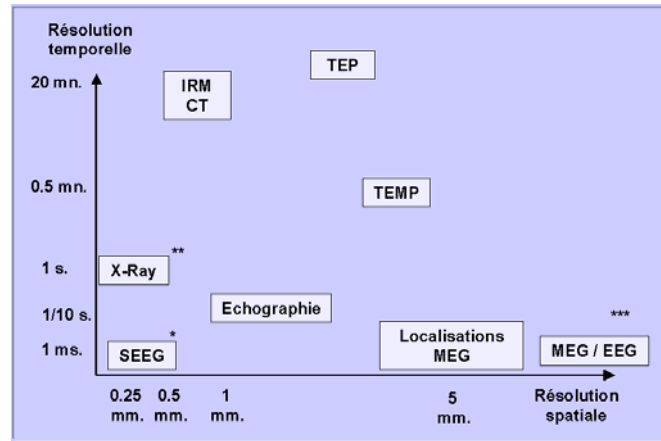 Résolution
temporelle
TEP
20 mn.
IRM
CT
0.5 mn.
TEMP
**
1 s.
X-Ray
Echographie
1/10 s.
***
*
Localisations
MEG
1 ms.
SEEG
MEG / EEG
0.25
mm.
0.5
mm.
1
mm.
5
mm.
Résolution
spatiale